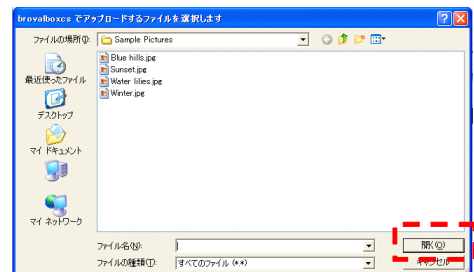 brovalboxcs でアップロードするファイルを選択します
ファイルの場所(I):
Sample Pictures
Blue hills.jpg
Sunset.jpg
Water lilies.jpg
Winter.jpg
最近使ったファイル
デスクトップ
マイ ドキュメント
マイ ネットワーク
ファイル名(N):
開く(O)
ファイルの種類(T):
すべてのファイル (*.*)
キャンセル